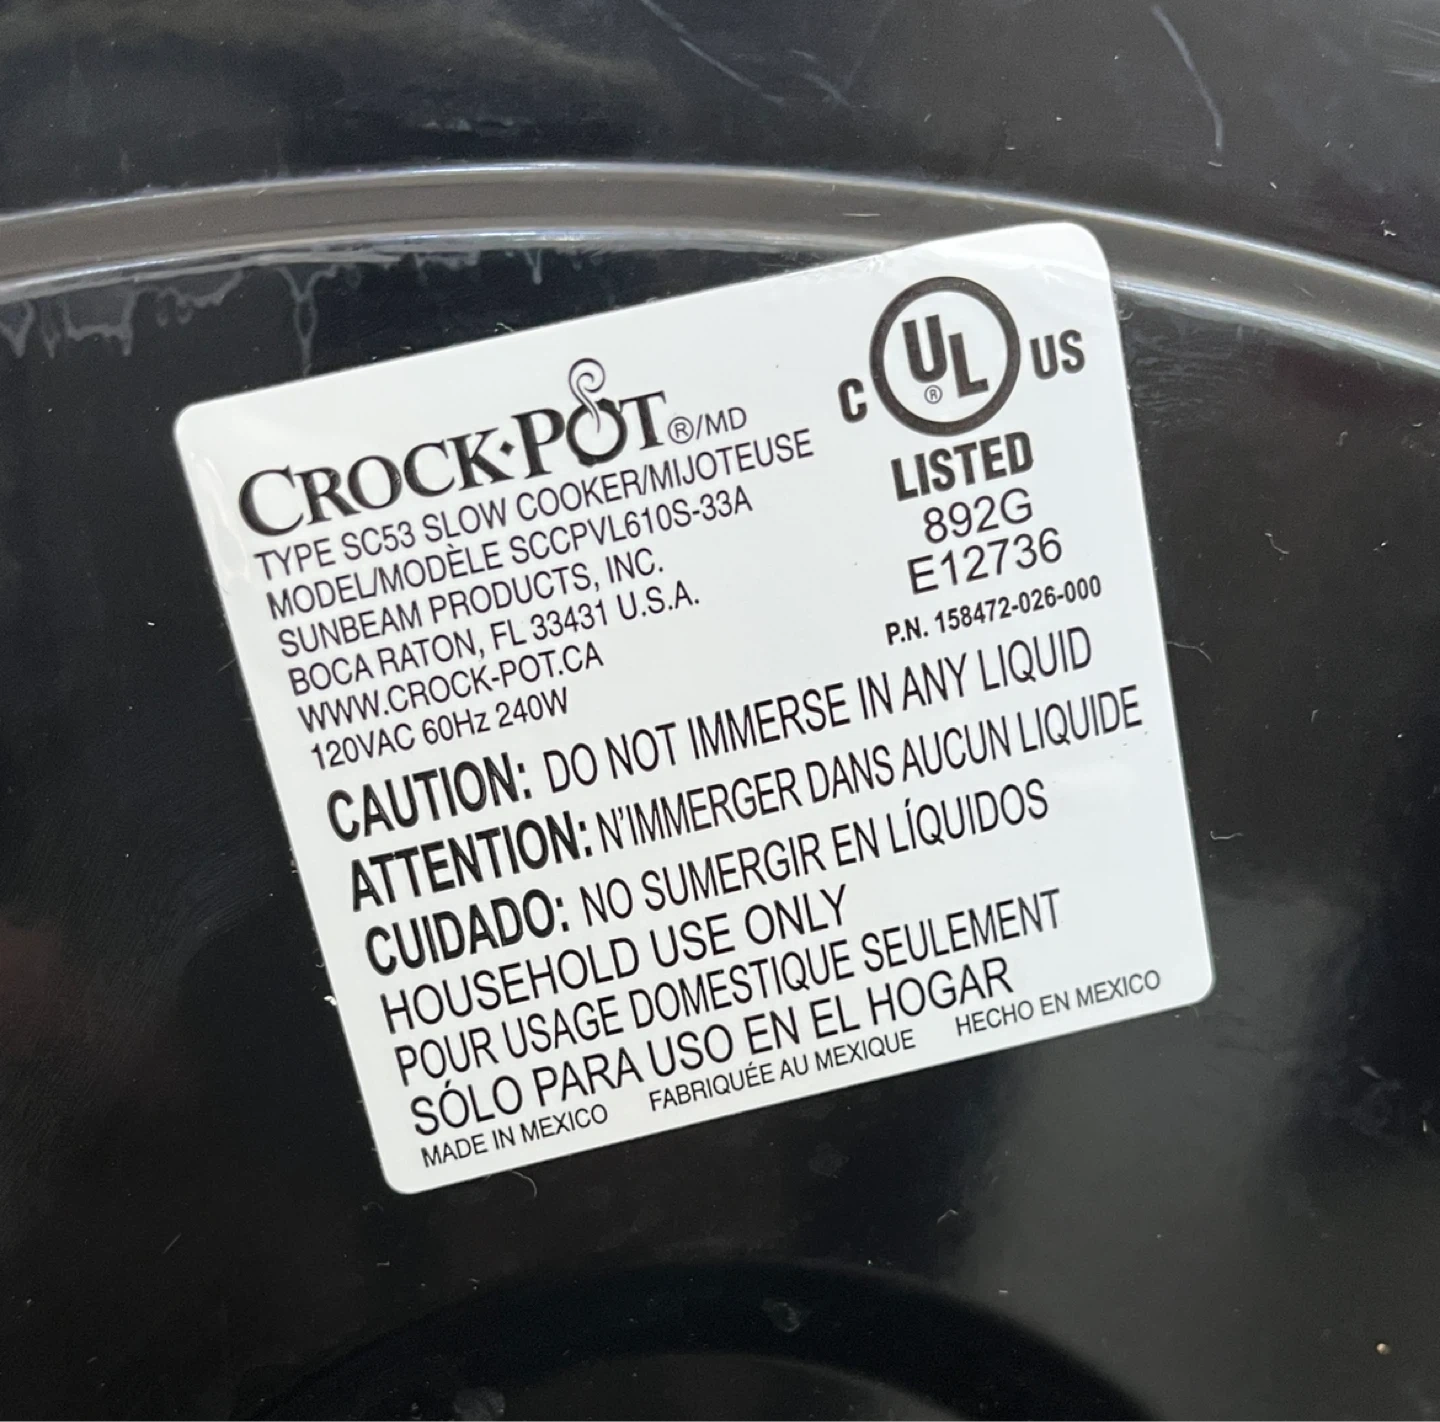 CROCK·POT®/MD
TYPE SC53 SLOW COOKER/MIJOTEUSE
MODEL/MODÈLE SCCPVL610S-33A
SUNBEAM PRODUCTS, INC.
BOCA RATON, FL 33431 U.S.A.
WWW.CROCK-POT.CA
120VAC 60Hz 240W
C UL® US
LISTED
892G
E12736
P.N. 158472-026-000
CAUTION: DO NOT IMMERSE IN ANY LIQUID
ATTENTION: N'IMMERGER DANS AUCUN LIQUIDE
CUIDADO: NO SUMERGIR EN LÍQUIDOS
HOUSEHOLD USE ONLY
POUR USAGE DOMESTIQUE SEULEMENT
SÓLO PARA USO EN EL HOGAR
MADE IN MEXICO FABRIQUÉE AU MEXIQUE HECHO EN MEXICO